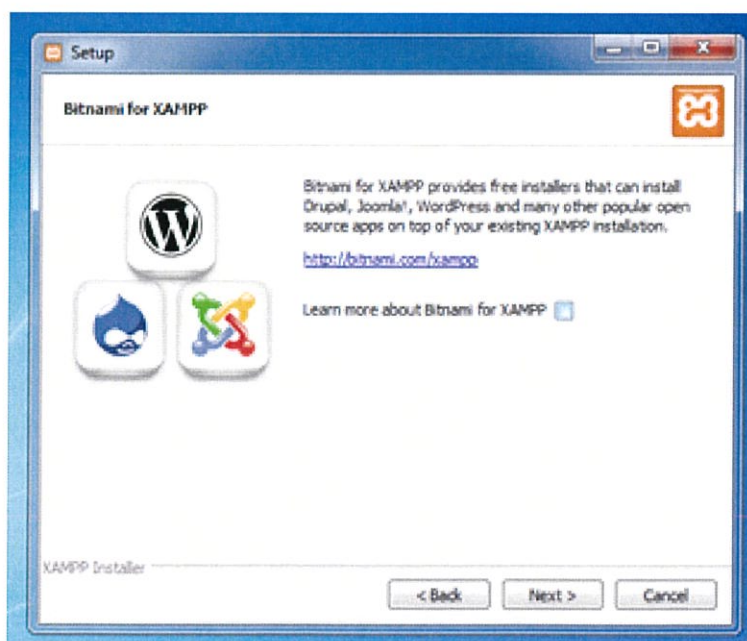 Setup
Bitnami for XAMPP
Bitnami for XAMPP provides free installers that can install
Drupal, Joomla!, WordPress and many other popular open
source apps on top of your existing XAMPP installation.
http://bitnami.com/xampp
Learn more about Bitnami for XAMPP
XAMPP Installer
< Back Next > Cancel